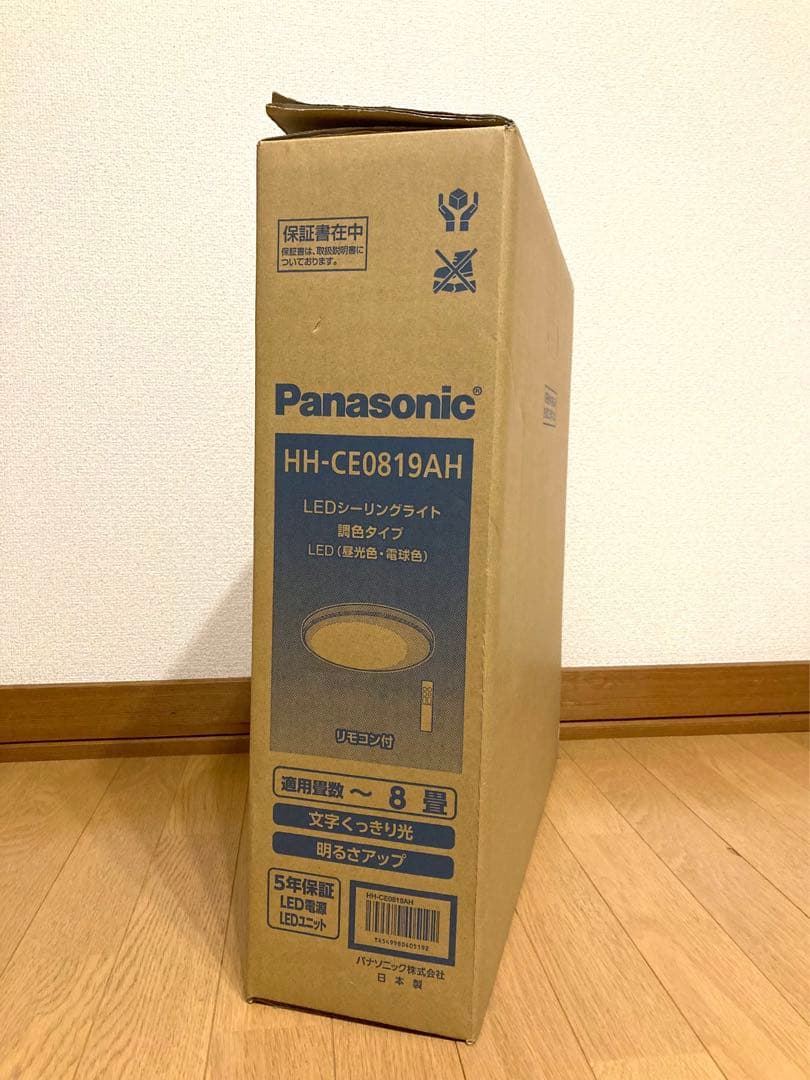 保証書在中
保証書は、取扱説明書に
ついております。
Panasonic®
HH-CE0819AH
LEDシーリングライト
調色タイプ
LED（昼光色・電球色）
リモコン付
適用畳数 ～ 8 畳
文字くっきり光
明るさアップ
5年保証
LED電源
LEDユニット
HH-CE0819AH
パナソニック株式会社
日本製